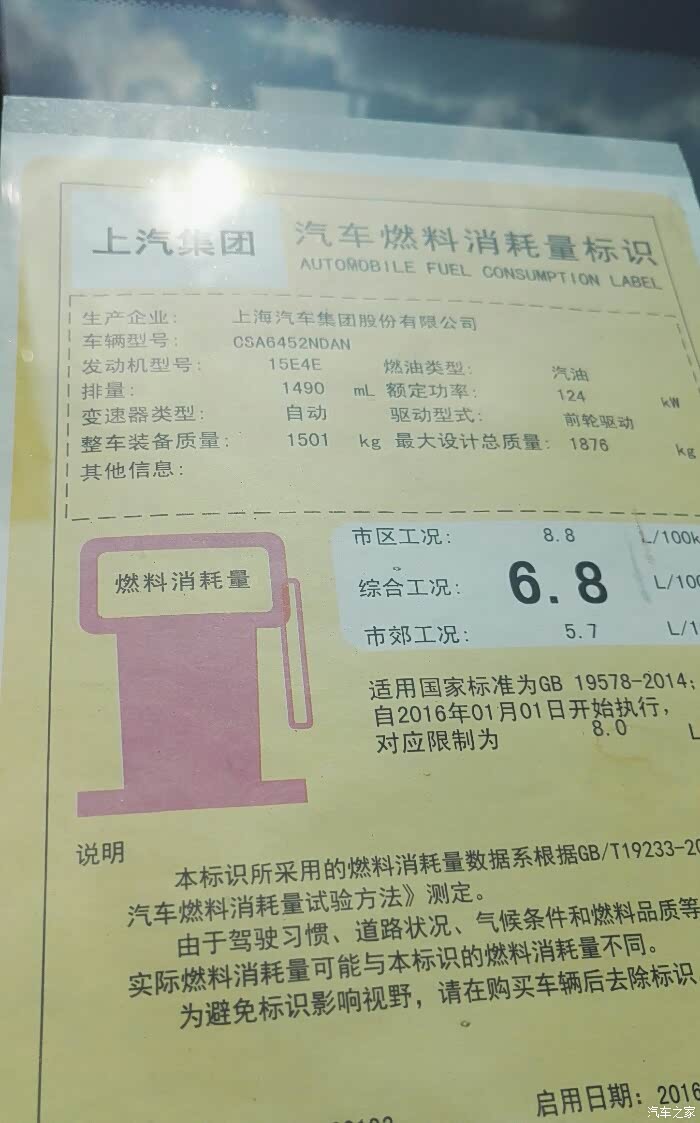 上汽集团 汽车燃料消耗量标识
AUTOMOBILE FUEL CONSUMPTION LABEL
生产企业: 上海汽车集团股份有限公司
车辆型号: CSA6452NDAN
发动机型号: 15E4E 燃油类型: 汽油
排量: 1490 mL 额定功率: 124 kW
变速器类型: 自动 驱动型式: 前轮驱动
整车装备质量: 1501 kg 最大设计总质量: 1876 kg
其他信息:
燃料消耗量
市区工况: 8.8 L/100k
综合工况: 6.8 L/100
市郊工况: 5.7 L/1
适用国家标准为GB 19578-2014;
自2016年01月01日开始执行,
对应限制为 8.0 L
说明
本标识所采用的燃料消耗量数据系根据GB/T19233-20
汽车燃料消耗量试验方法》测定。
由于驾驶习惯、道路状况、气候条件和燃料品质等
实际燃料消耗量可能与本标识的燃料消耗量不同。
为避免标识影响视野，请在购买车辆后去除标识
启用日期: 2016
汽车之家